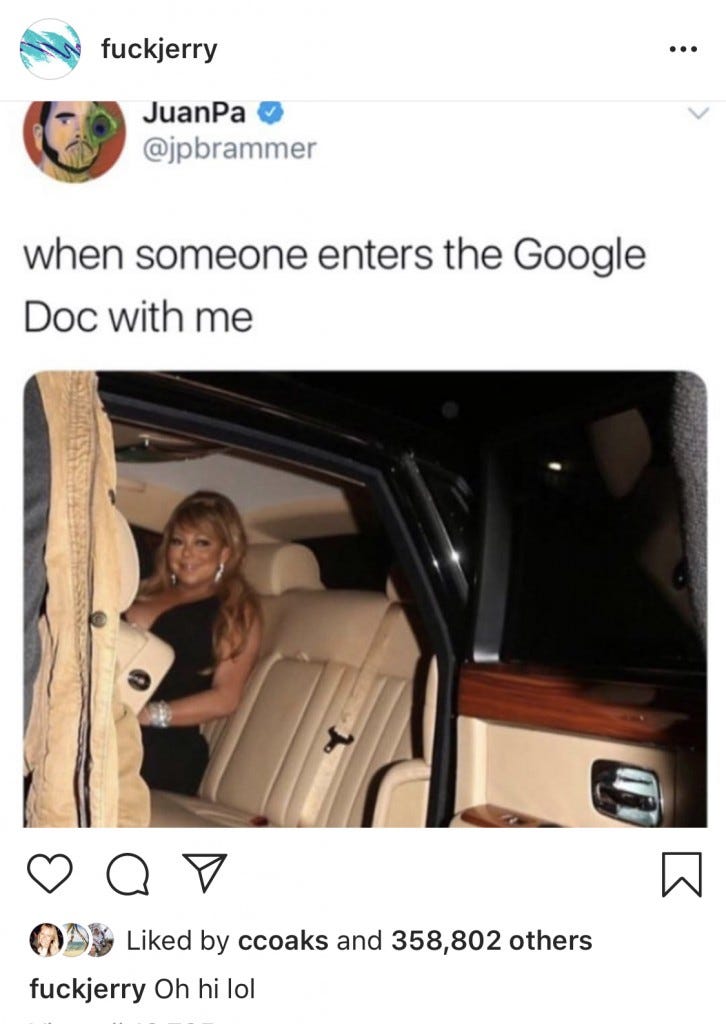 fuckjerry
JuanPa
@jpbrammer
when someone enters the Google
Doc with me
Liked by ccoaks and 358,802 others
fuckjerry Oh hi lol